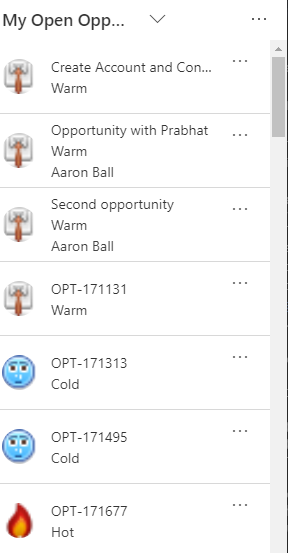 My Open Opp...
Create Account and Con...
Warm
Opportunity with Prabhat
Warm
Aaron Ball
Second opportunity
Warm
Aaron Ball
OPT-171131
Warm
OPT-171313
Cold
OPT-171495
Cold
OPT-171677
Hot